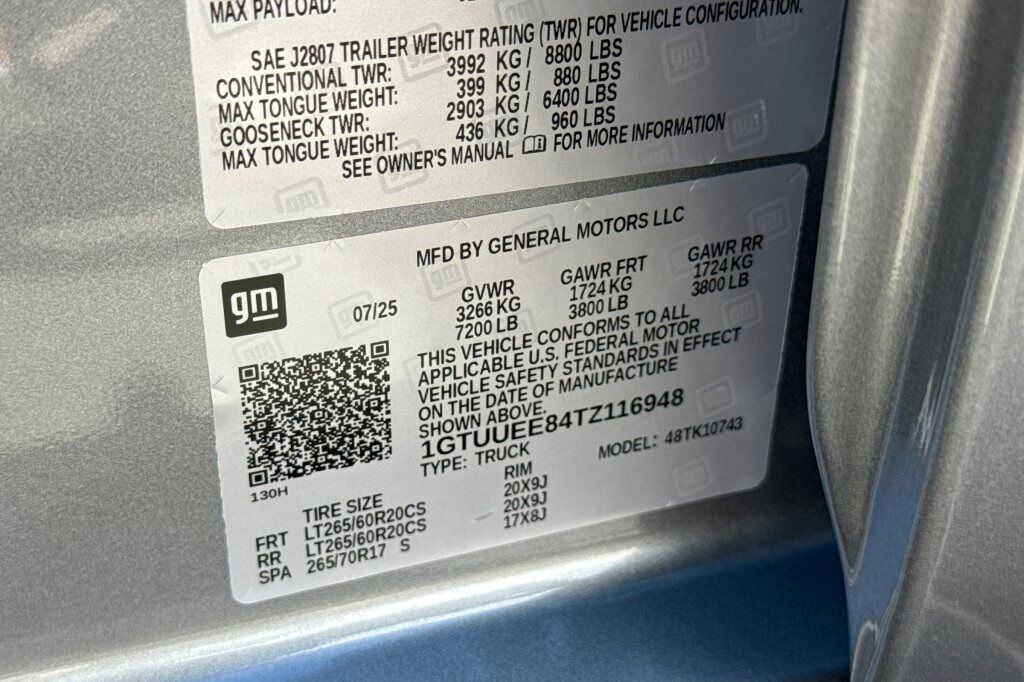 MAX PAYLOAD:
SAE J2807 TRAILER WEIGHT RATING (TWR) FOR VEHICLE CONFIGURATION.
CONVENTIONAL TWR: 3992 KG/ 8800 LBS
MAX TONGUE WEIGHT: 399 KG/ 880 LBS
GOOSENECK TWR: 2903 KG/ 6400 LBS
MAX TONGUE WEIGHT: 436 KG/ 960 LBS
SEE OWNER'S MANUAL FOR MORE INFORMATION
MFD BY GENERAL MOTORS LLC
gm
07/25
GVWR GAWR FRT GAWR RR
3266 KG 1724 KG 1724 KG
7200 LB 3800 LB 3800 LB
THIS VEHICLE CONFORMS TO ALL
APPLICABLE U.S. FEDERAL MOTOR
VEHICLE SAFETY STANDARDS IN EFFECT
ON THE DATE OF MANUFACTURE
SHOWN ABOVE.
1GTUUEE84TZ116948
TYPE: TRUCK MODEL: 48TK10743
130H
TIRE SIZE RIM
FRT LT265/60R20CS 20X9J
RR LT265/60R20CS 20X9J
SPA 265/70R17 S 17X8J